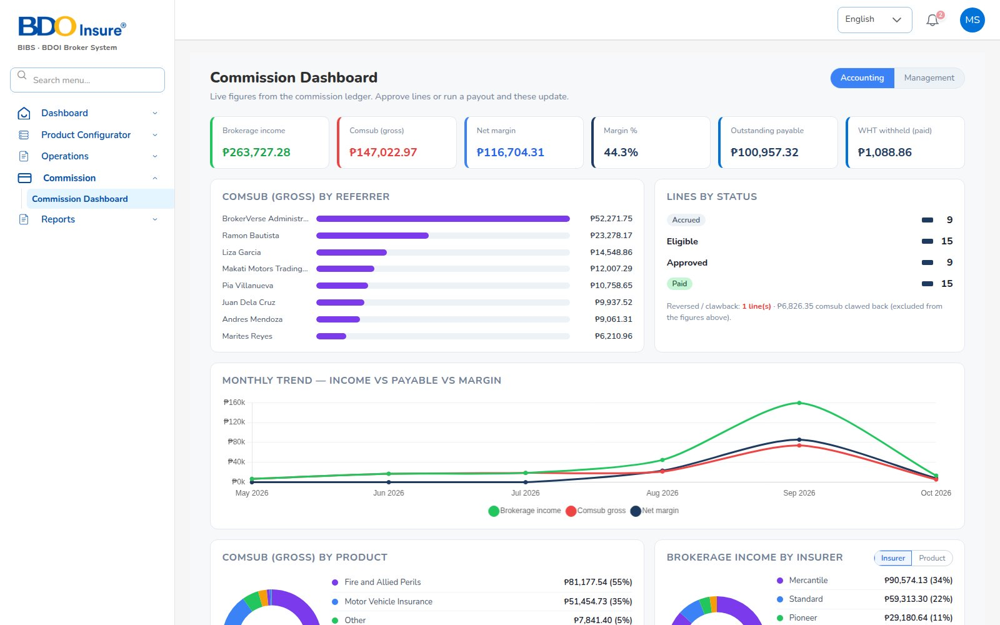 BDO Insure®
BIBS · BDOI Broker System
Search menu...
Dashboard
Product Configurator
Operations
Commission
Commission Dashboard
Reports
English
2
MS
Commission Dashboard
Live figures from the commission ledger. Approve lines or run a payout and these update.
Accounting
Management
Brokerage income
₱263,727.28
Comsub (gross)
₱147,022.97
Net margin
₱116,704.31
Margin %
44.3%
Outstanding payable
₱100,957.32
WHT withheld (paid)
₱1,088.86
COMSUB (GROSS) BY REFERRER
BrokerVerse Administr... ₱52,271.75
Ramon Bautista ₱23,278.17
Liza Garcia ₱14,548.86
Makati Motors Trading... ₱12,007.29
Pia Villanueva ₱10,758.65
Juan Dela Cruz ₱9,937.52
Andres Mendoza ₱9,061.31
Marites Reyes ₱6,210.96
LINES BY STATUS
Accrued 9
Eligible 15
Approved 9
Paid 15
Reversed / clawback: 1 line(s) · ₱6,826.35 comsub clawed back (excluded from
the figures above).
MONTHLY TREND — INCOME VS PAYABLE VS MARGIN
₱160k
₱120k
₱80k
₱40k
₱0k
May 2026 Jun 2026 Jul 2026 Aug 2026 Sep 2026 Oct 2026
Brokerage income Comsub gross Net margin
COMSUB (GROSS) BY PRODUCT
Fire and Allied Perils ₱81,177.54 (55%)
Motor Vehicle Insurance ₱51,454.73 (35%)
Other ₱7,841.40 (5%)
BROKERAGE INCOME BY INSURER
Insurer Product
Mercantile ₱90,574.13 (34%)
Standard ₱59,313.30 (22%)
Pioneer ₱29,180.64 (11%)